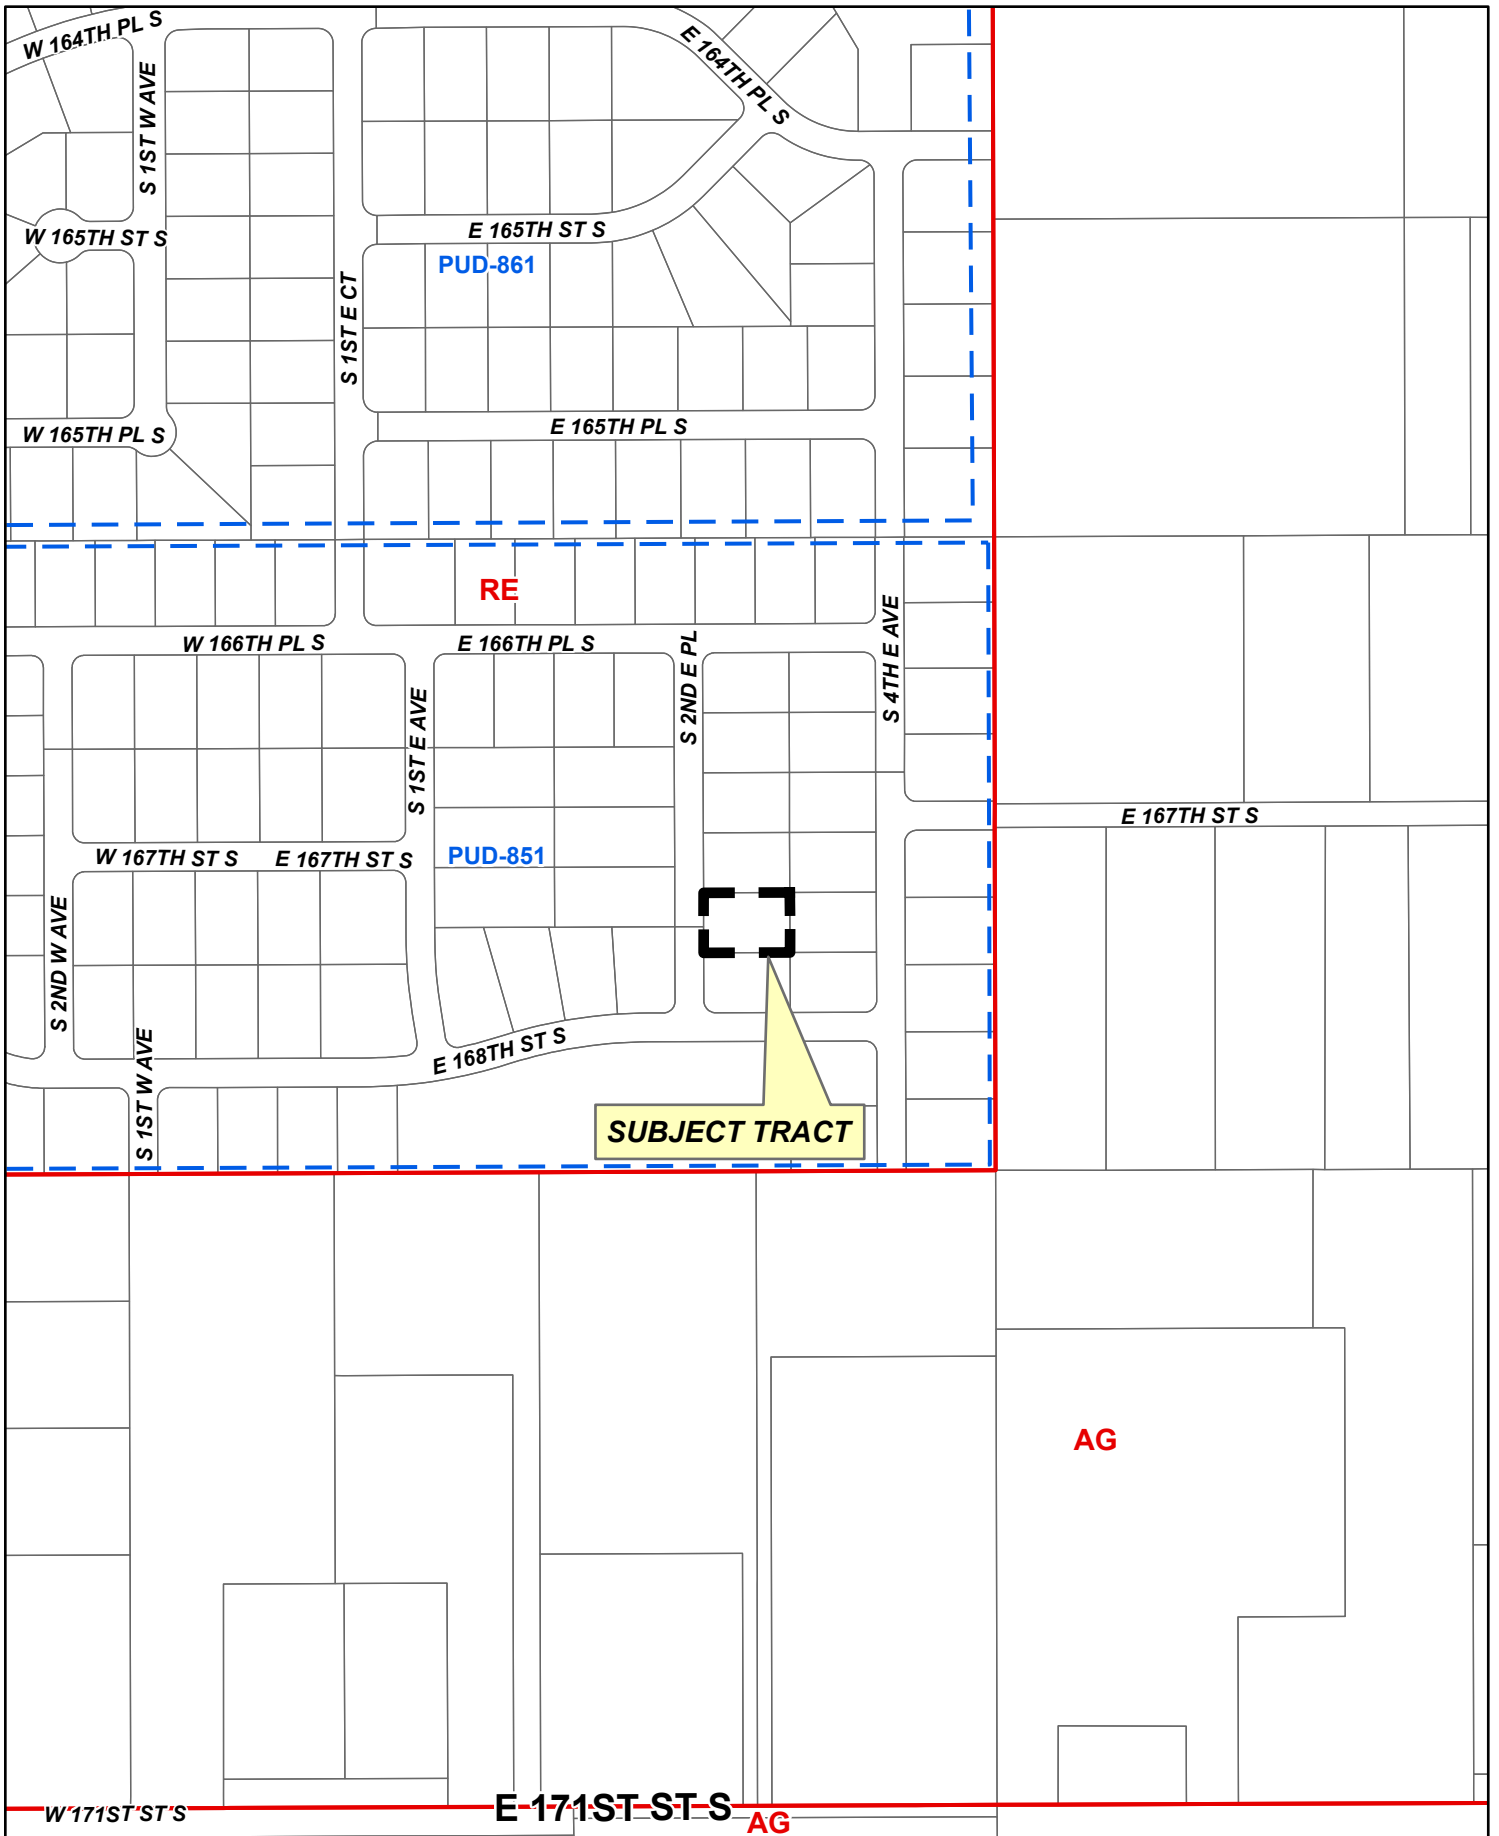 W 164TH PL S
E 164TH PL S
S 1ST W AVE
W 165TH ST S
E 165TH ST S
PUD-861
S 1ST E CT
W 165TH PL S
E 165TH PL S
RE
W 166TH PL S
E 166TH PL S
S 2ND E PL
S 4TH E AVE
S 1ST E AVE
E 167TH ST S
W 167TH ST S
E 167TH ST S
PUD-851
S 2ND W AVE
E 168TH ST S
S 1ST W AVE
SUBJECT TRACT
AG
W 171ST ST S
E 171ST ST S
AG